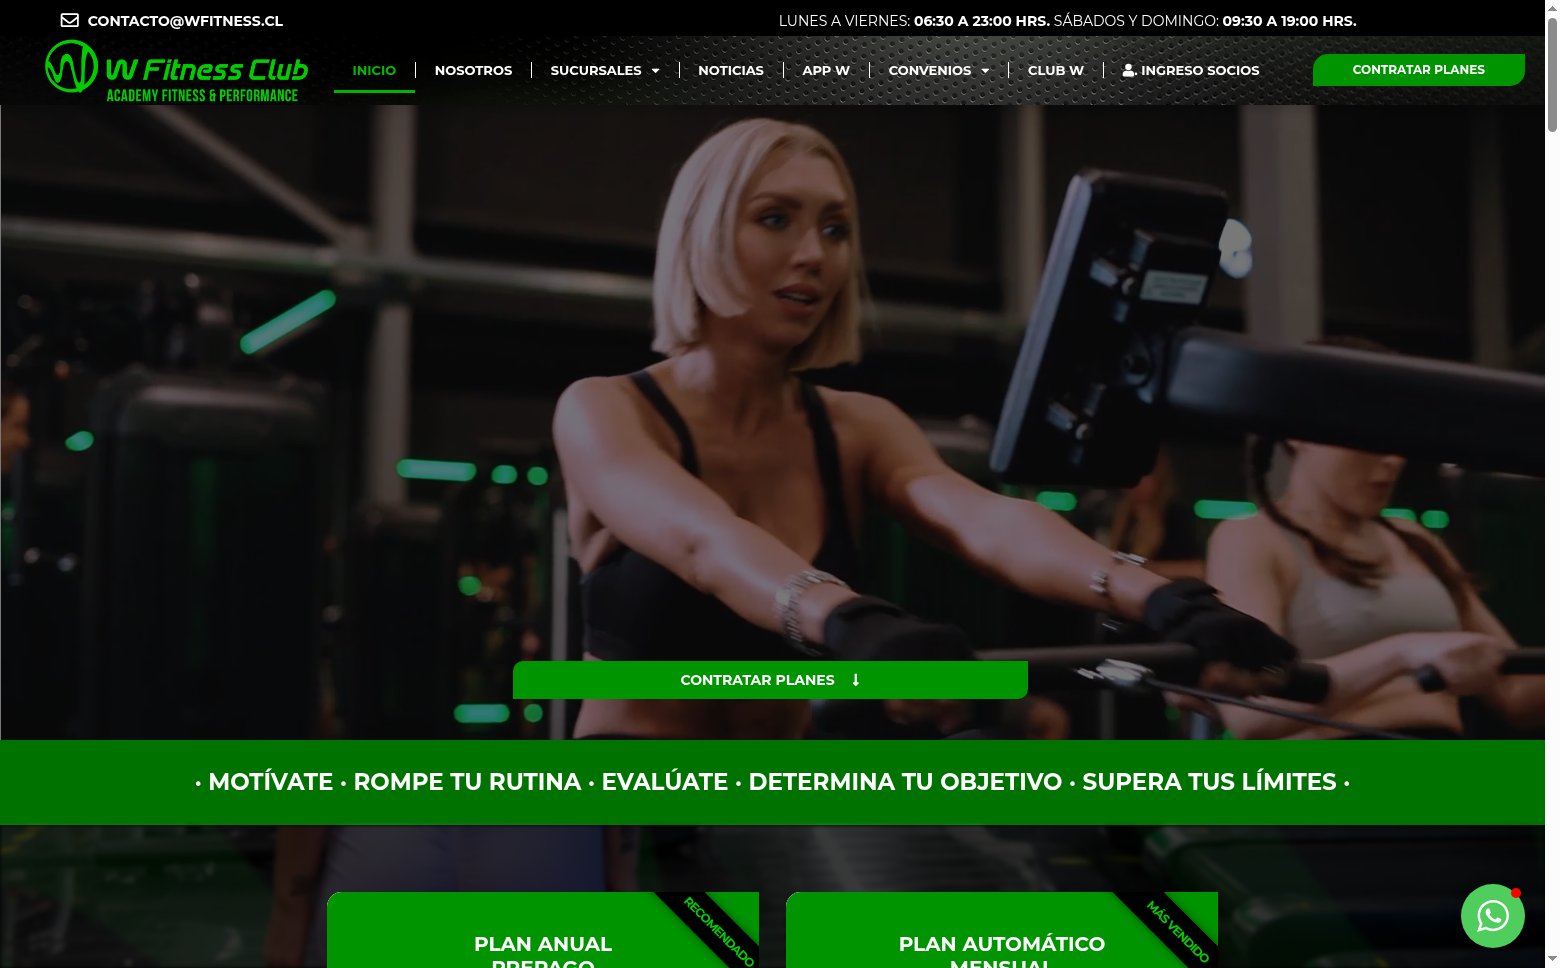 CONTACTO@WFITNESS.CL
LUNES A VIERNES: 06:30 A 23:00 HRS. SÁBADOS Y DOMINGO: 09:30 A 19:00 HRS.
W Fitness Club
ACADEMY FITNESS & PERFORMANCE
INICIO
NOSOTROS
SUCURSALES
NOTICIAS
APP W
CONVENIOS
CLUB W
. INGRESO SOCIOS
CONTRATAR PLANES
CONTRATAR PLANES
· MOTÍVATE · ROMPE TU RUTINA · EVALÚATE · DETERMINA TU OBJETIVO · SUPERA TUS LÍMITES ·
RECOMENDADO
PLAN ANUAL
PREPAGO
MÁS VENDIDO
PLAN AUTOMÁTICO
MENSUAL